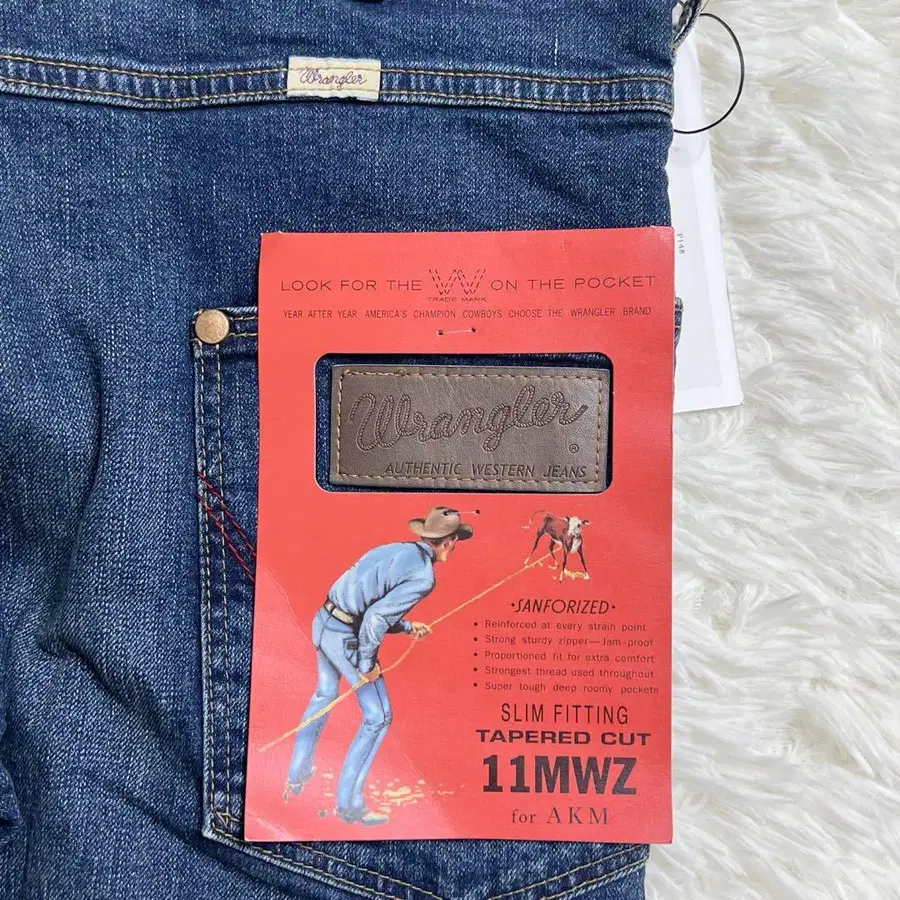 Wrangler
LOOK FOR THE W ON THE POCKET
TRADE MARK
YEAR AFTER YEAR AMERICA'S CHAMPION COWBOYS CHOOSE THE WRANGLER BRAND
Wrangler®
AUTHENTIC WESTERN JEANS
•SANFORIZED•
• Reinforced at every strain point
• Strong sturdy zipper—Jam-proof
• Proportioned fit for extra comfort
• Strongest thread used throughout
• Super tough deep roomy pockets
SLIM FITTING
TAPERED CUT
11MWZ
for AKM
P148